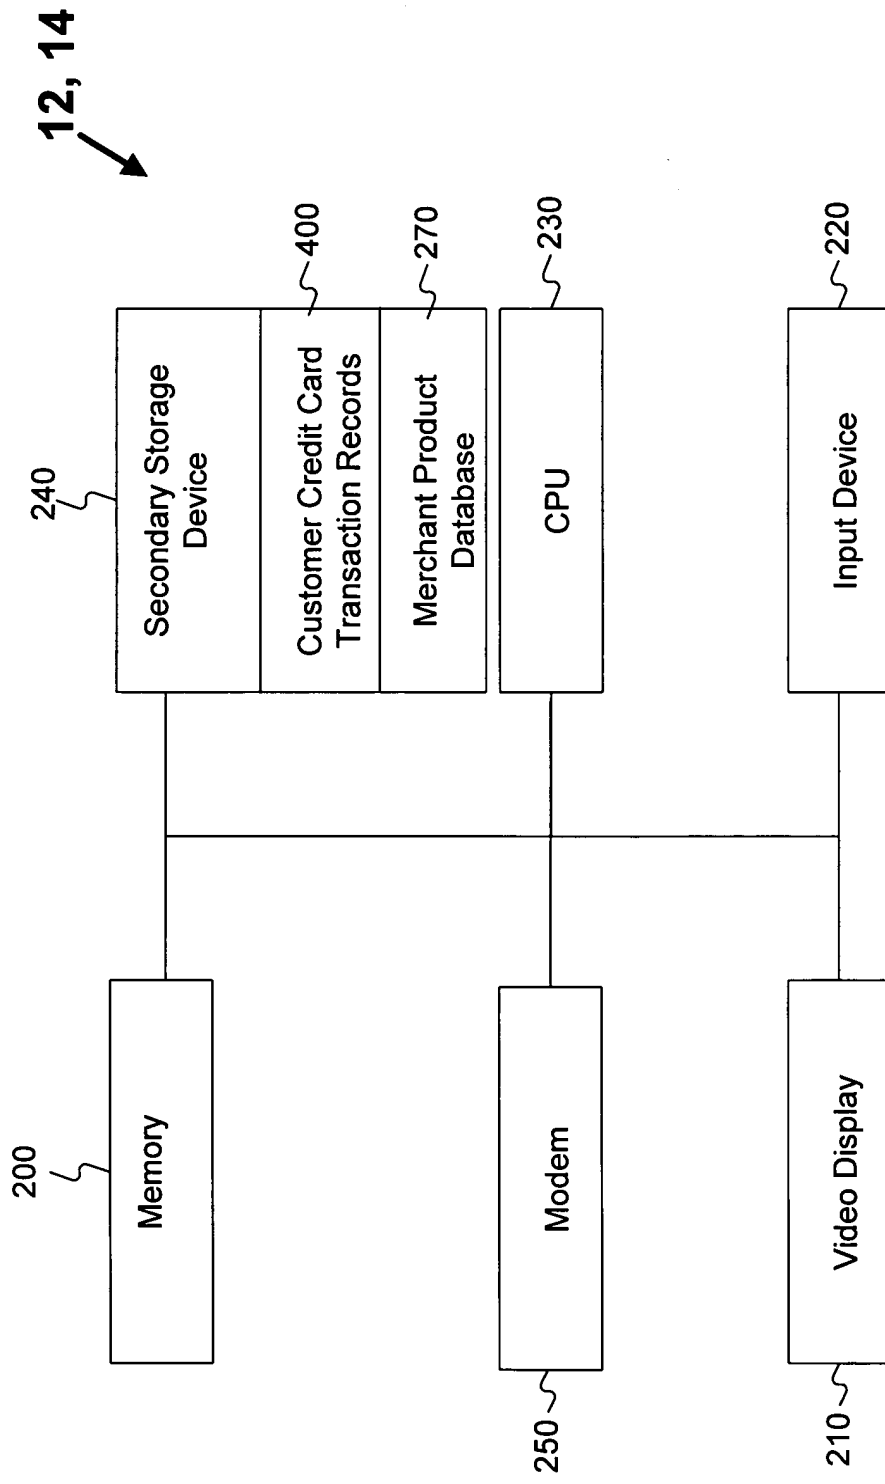 12, 14
200
Memory
240
Secondary Storage
Device
400
Customer Credit Card
Transaction Records
270
Merchant Product
Database
250
Modem
230
CPU
210
Video Display
220
Input Device